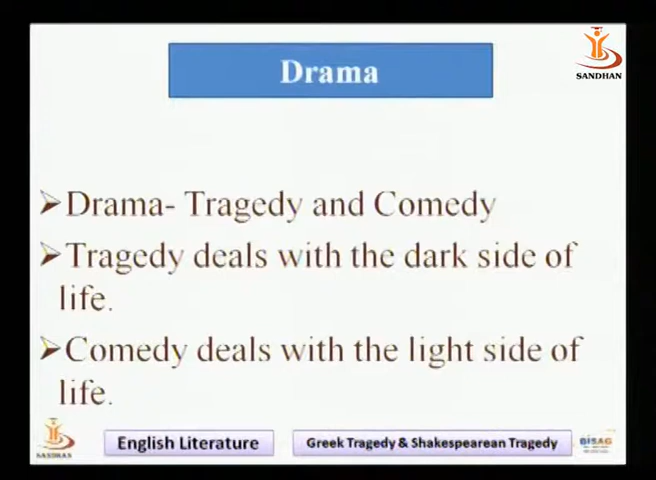 Drama
SANDHAN
➢Drama- Tragedy and Comedy
➢Tragedy deals with the dark side of
life.
➢Comedy deals with the light side of
life.
SANDHAN
English Literature
Greek Tragedy & Shakespearean Tragedy
BISAG